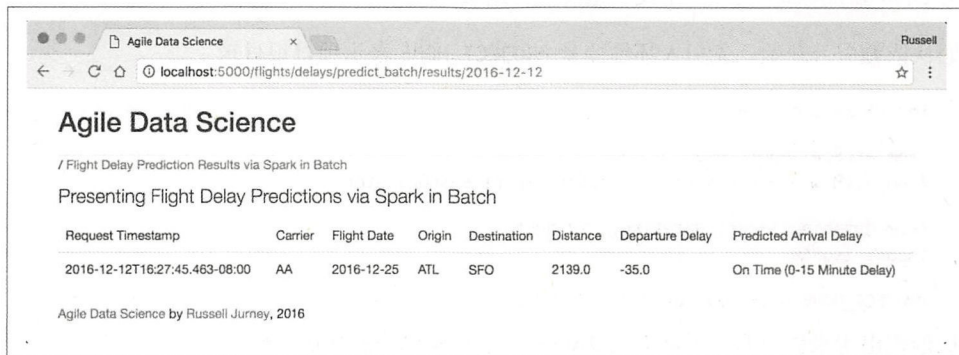 Agile Data Science ×
Russell
localhost:5000/flights/delays/predict_batch/results/2016-12-12
Agile Data Science
/ Flight Delay Prediction Results via Spark in Batch
Presenting Flight Delay Predictions via Spark in Batch
Request Timestamp Carrier Flight Date Origin Destination Distance Departure Delay Predicted Arrival Delay
2016-12-12T16:27:45.463-08:00 AA 2016-12-25 ATL SFO 2139.0 -35.0 On Time (0-15 Minute Delay)
Agile Data Science by Russell Jurney, 2016